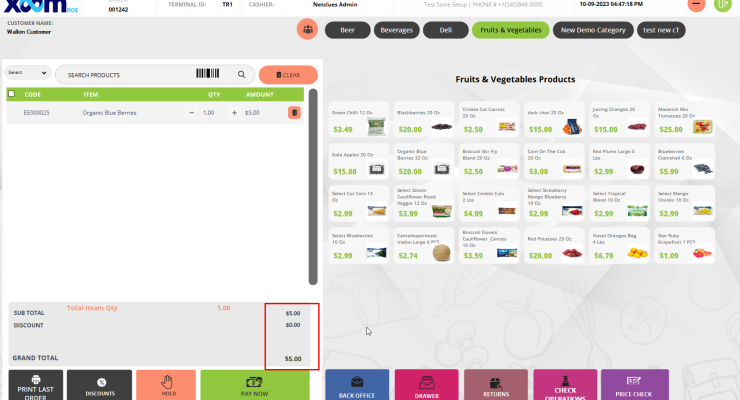 xoom POS
ORDER
001242
TERMINAL ID: TR1
CASHIER: Netclues Admin
Test Store Setup | PHONE # +1(345)946-0000
10-09-2023 04:47:18 PM
CUSTOMER NAME:
Walkin Customer
Beer
Beverages
Deli
Fruits & Vegetables
New Demo Category
test new cT
Select
SEARCH PRODUCTS
CLEAR
CODE ITEM QTY AMOUNT
EE000025 Organic Blue Berries − 1.00 + $5.00
Fruits & Vegetables Products
Green Chilli 12 Oz
$3.49
Blackberries 20 Oz
$20.00
Crinkle Cut Carrots
20 Oz
$2.50
dark choc 20 Oz
$15.00
Juicing Oranges 20
Oz
$15.00
Maverick Mix
Tomatoes 20 Oz
$25.00
Gala Apples 20 Oz
$15.00
Organic Blue
Berries 32 Oz
$20.00
Broccoli Stir Fry
Blend 20 Oz
$2.50
Corn On The Cob
20 Oz
$3.00
Red Plums Large 0
Lbs
$2.99
Blueberries
Clamshell 6 Oz
$5.99
Select Cut Corn 14
Oz
$2.99
Select Steam
Cauliflower Riced
Veggie 12 Oz
$3.99
Select Crinkle Cuts
2 Lbs
$4.99
Select Strawberry
Mango Blueberry
10 Oz
$2.99
Select Tropical
Blend 10 Oz
$2.99
Select Mango
Chunks 10 Oz
$2.99
Select Blueberries
10 Oz
$2.99
Cantaloupe/musk
melon Large 6 PCS
$2.74
Broccoli Florets
Cauliflower ,Carrots
16 Oz
$3.59
Red Potatoes 20 Oz
$20.00
Navel Oranges Bag
4 Lbs
$6.79
Star Ruby
Grapefruit 1 PCS
$1.09
Total Iteam Qty 1.00
SUB TOTAL $5.00
DISCOUNT $0.00
GRAND TOTAL $5.00
PRINT LAST
ORDER
DISCOUNTS
HOLD
PAY NOW
BACK OFFICE
DRAWER
RETURNS
CHECK
OPERATIONS
PRICE CHECK